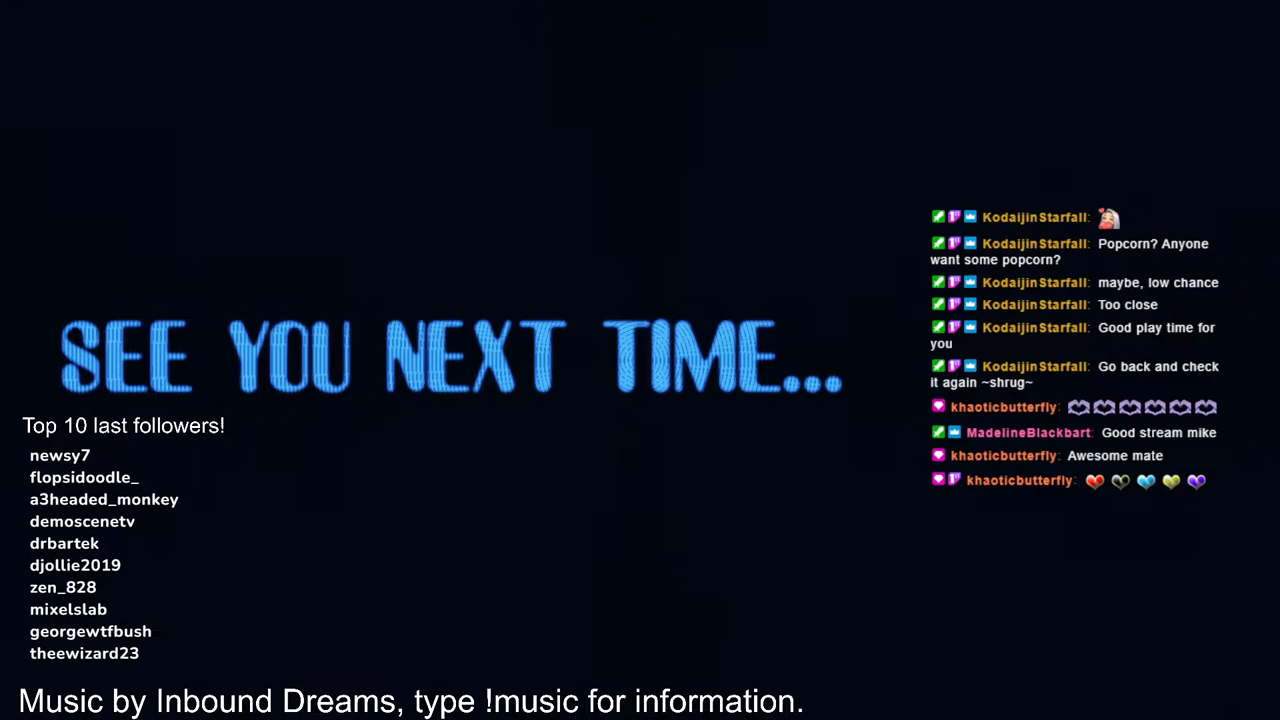 SEE YOU NEXT TIME...
Top 10 last followers!
newsy7
flopsidoodle_
a3headed_monkey
demoscenetv
drbartek
djollie2019
zen_828
mixelslab
georgewtfbush
theewizard23
Music by Inbound Dreams, type !music for information.
KodaijinStarfall:
KodaijinStarfall: Popcorn? Anyone
want some popcorn?
KodaijinStarfall: maybe, low chance
KodaijinStarfall: Too close
KodaijinStarfall: Good play time for
you
KodaijinStarfall: Go back and check
it again ~shrug~
khaoticbutterfly:
MadelineBlackbart: Good stream mike
khaoticbutterfly: Awesome mate
khaoticbutterfly: